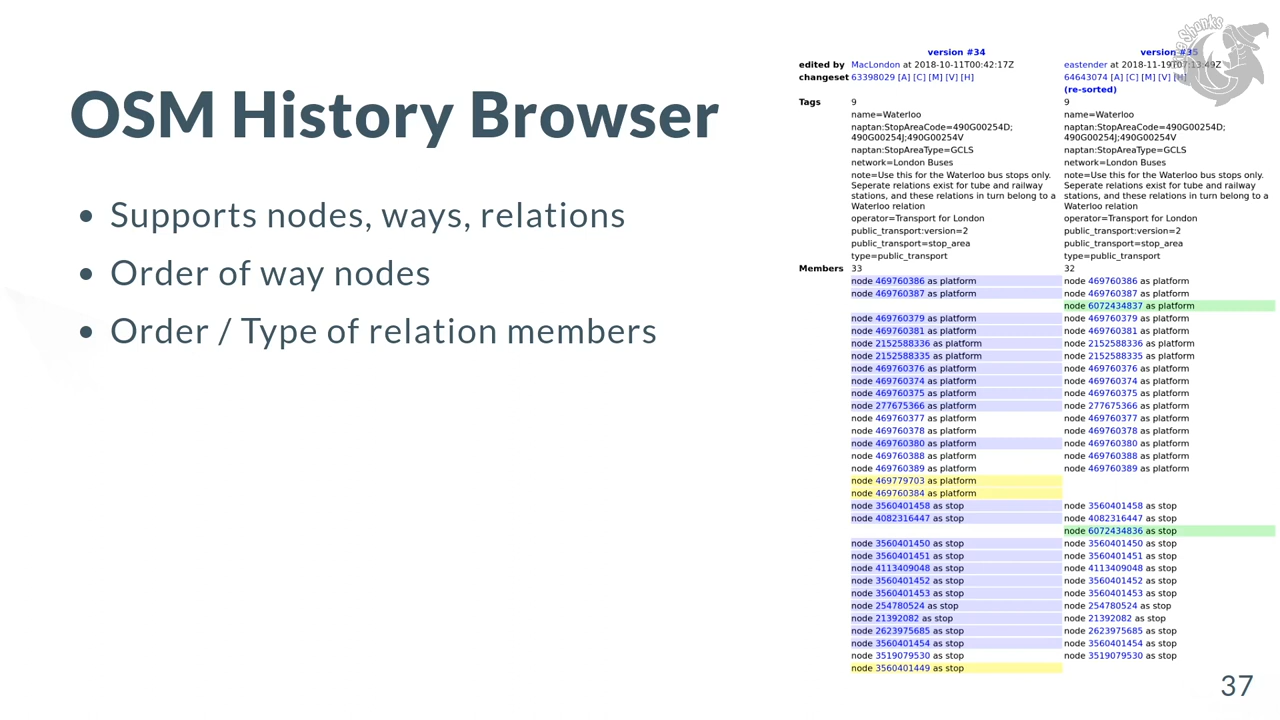 OSM History Browser
• Supports nodes, ways, relations
• Order of way nodes
• Order / Type of relation members
version #34 version #35
edited by MacLondon at 2018-10-11T00:42:17Z eastender at 2018-11-19T07:13:49Z
changeset 63398029 [A] [C] [M] [V] [H] 64643074 [A] [C] [M] [V] [H]
(re-sorted)
Tags 9 9
name=Waterloo name=Waterloo
naptan:StopAreaCode=490G00254D; naptan:StopAreaCode=490G00254D;
490G00254J;490G00254V 490G00254J;490G00254V
naptan:StopAreaType=GCLS naptan:StopAreaType=GCLS
network=London Buses network=London Buses
note=Use this for the Waterloo bus stops only. note=Use this for the Waterloo bus stops only.
Seperate relations exist for tube and railway Seperate relations exist for tube and railway
stations, and these relations in turn belong to a stations, and these relations in turn belong to a
Waterloo relation Waterloo relation
operator=Transport for London operator=Transport for London
public_transport:version=2 public_transport:version=2
public_transport=stop_area public_transport=stop_area
type=public_transport type=public_transport
Members 33 32
node 469760386 as platform node 469760386 as platform
node 469760387 as platform node 469760387 as platform
node 6072434837 as platform
node 469760379 as platform node 469760379 as platform
node 469760381 as platform node 469760381 as platform
node 2152588336 as platform node 2152588336 as platform
node 2152588335 as platform node 2152588335 as platform
node 469760376 as platform node 469760376 as platform
node 469760374 as platform node 469760374 as platform
node 469760375 as platform node 469760375 as platform
node 277675366 as platform node 277675366 as platform
node 469760377 as platform node 469760377 as platform
node 469760378 as platform node 469760378 as platform
node 469760380 as platform node 469760380 as platform
node 469760388 as platform node 469760388 as platform
node 469760389 as platform node 469760389 as platform
node 469779703 as platform
node 469760384 as platform
node 3560401458 as stop node 3560401458 as stop
node 4082316447 as stop node 4082316447 as stop
node 6072434836 as stop
node 3560401450 as stop node 3560401450 as stop
node 3560401451 as stop node 3560401451 as stop
node 4113409048 as stop node 4113409048 as stop
node 3560401452 as stop node 3560401452 as stop
node 3560401453 as stop node 3560401453 as stop
node 254780524 as stop node 254780524 as stop
node 21392082 as stop node 21392082 as stop
node 2623975685 as stop node 2623975685 as stop
node 3560401454 as stop node 3560401454 as stop
node 3519079530 as stop node 3519079530 as stop
node 3560401449 as stop
37